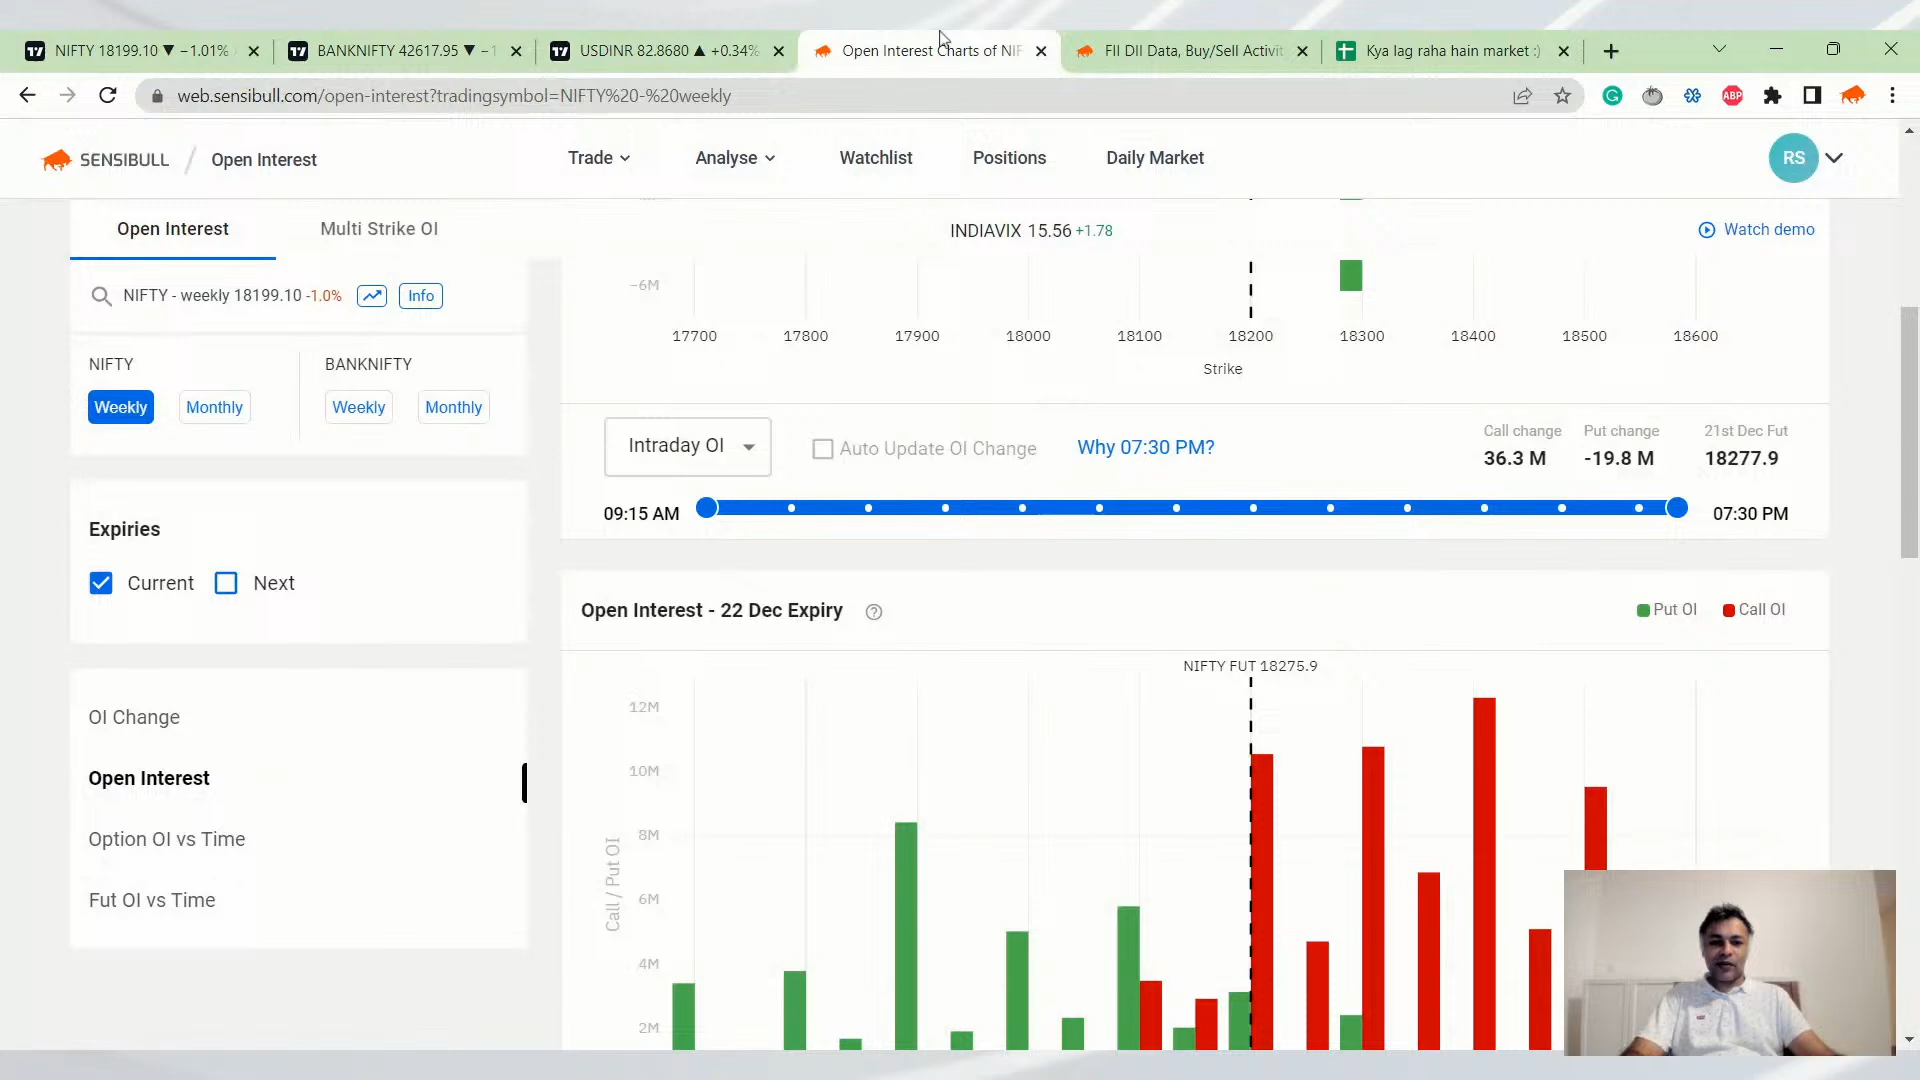 NIFTY 18199.10 ▼ −1.01%
BANKNIFTY 42617.95 ▼ −1
USDINR 82.8680 ▲ +0.34%
Open Interest Charts of NIF
FII DII Data, Buy/Sell Activit
Kya lag raha hain market :)
web.sensibull.com/open-interest?tradingsymbol=NIFTY%20-%20weekly
ABP
SENSIBULL / Open Interest
Trade
Analyse
Watchlist
Positions
Daily Market
RS
Open Interest
Multi Strike OI
INDIAVIX 15.56 +1.78
Watch demo
NIFTY - weekly 18199.10 -1.0%
Info
NIFTY
BANKNIFTY
Weekly
Monthly
Weekly
Monthly
Expiries
Current
Next
OI Change
Open Interest
Option OI vs Time
Fut OI vs Time
−6M
17700 17800 17900 18000 18100 18200 18300 18400 18500 18600
Strike
Intraday OI
Auto Update OI Change
Why 07:30 PM?
Call change
36.3 M
Put change
-19.8 M
21st Dec Fut
18277.9
09:15 AM
07:30 PM
Open Interest - 22 Dec Expiry
Put OI
Call OI
NIFTY FUT 18275.9
Call / Put OI
12M
10M
8M
6M
4M
2M